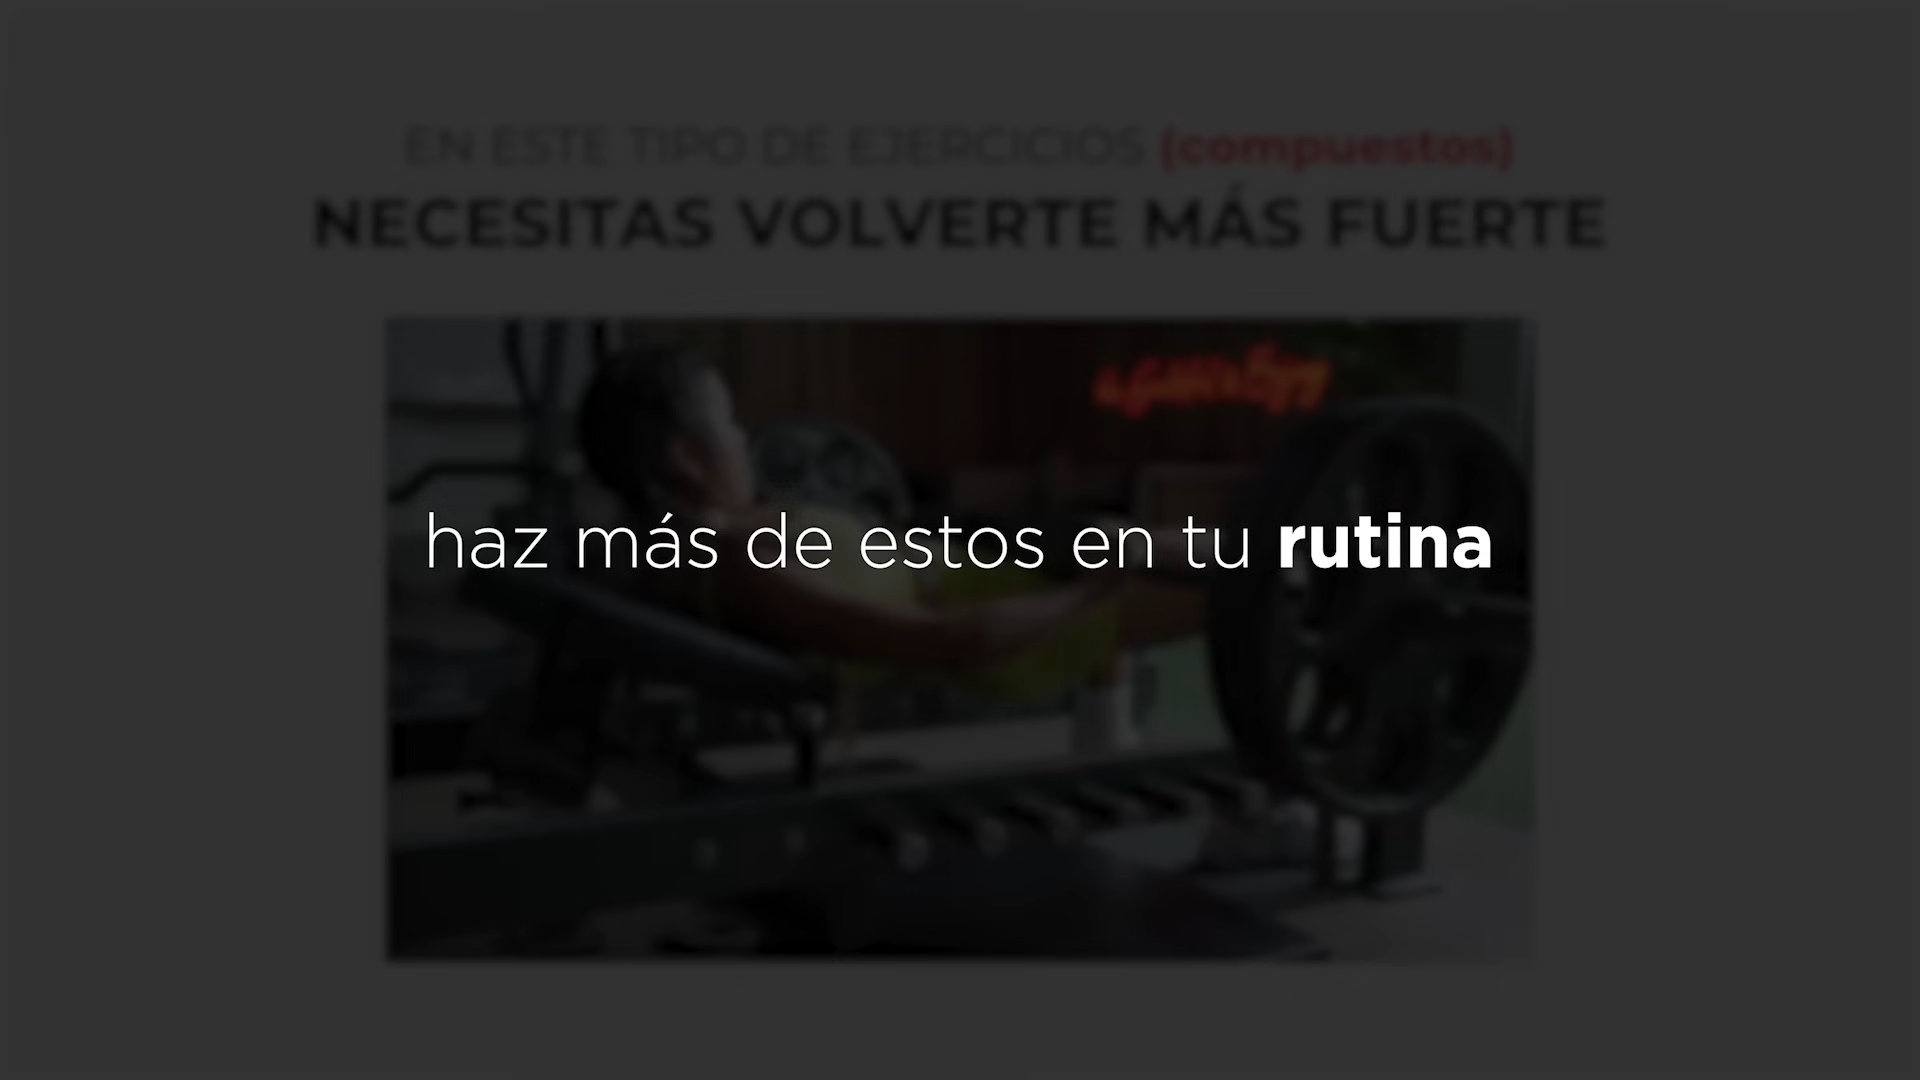 EN ESTE TIPO DE EJERCICIOS (compuestos)
NECESITAS VOLVERTE MÁS FUERTE
haz más de estos en tu rutina